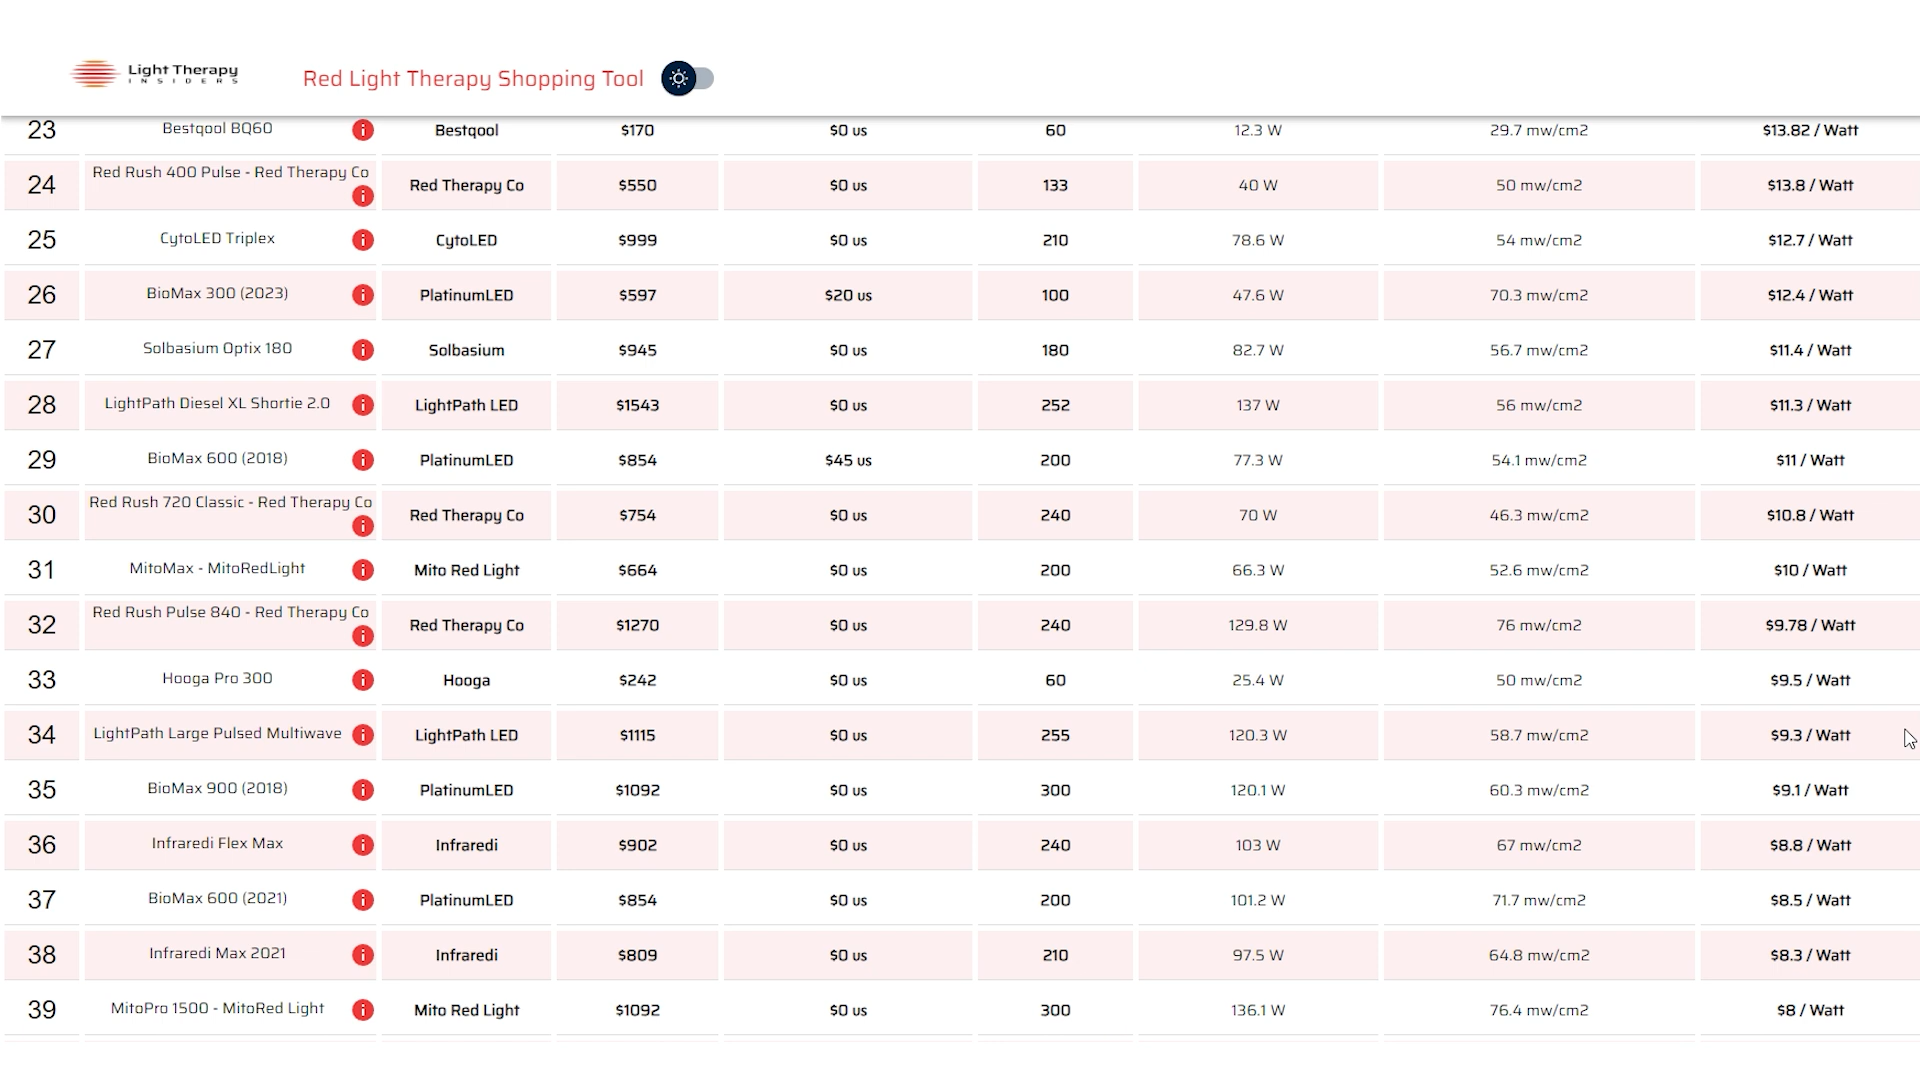 Light Therapy
INSIDERS
Red Light Therapy Shopping Tool
23 Bestqool BQ60 i Bestqool $170 $0 us 60 12.3 W 29.7 mw/cm2 $13.82 / Watt
24 Red Rush 400 Pulse - Red Therapy Co i Red Therapy Co $550 $0 us 133 40 W 50 mw/cm2 $13.8 / Watt
25 CytoLED Triplex i CytoLED $999 $0 us 210 78.6 W 54 mw/cm2 $12.7 / Watt
26 BioMax 300 (2023) i PlatinumLED $597 $20 us 100 47.6 W 70.3 mw/cm2 $12.4 / Watt
27 Solbasium Optix 180 i Solbasium $945 $0 us 180 82.7 W 56.7 mw/cm2 $11.4 / Watt
28 LightPath Diesel XL Shortie 2.0 i LightPath LED $1543 $0 us 252 137 W 56 mw/cm2 $11.3 / Watt
29 BioMax 600 (2018) i PlatinumLED $854 $45 us 200 77.3 W 54.1 mw/cm2 $11 / Watt
30 Red Rush 720 Classic - Red Therapy Co i Red Therapy Co $754 $0 us 240 70 W 46.3 mw/cm2 $10.8 / Watt
31 MitoMax - MitoRedLight i Mito Red Light $664 $0 us 200 66.3 W 52.6 mw/cm2 $10 / Watt
32 Red Rush Pulse 840 - Red Therapy Co i Red Therapy Co $1270 $0 us 240 129.8 W 76 mw/cm2 $9.78 / Watt
33 Hooga Pro 300 i Hooga $242 $0 us 60 25.4 W 50 mw/cm2 $9.5 / Watt
34 LightPath Large Pulsed Multiwave i LightPath LED $1115 $0 us 255 120.3 W 58.7 mw/cm2 $9.3 / Watt
35 BioMax 900 (2018) i PlatinumLED $1092 $0 us 300 120.1 W 60.3 mw/cm2 $9.1 / Watt
36 Infraredi Flex Max i Infraredi $902 $0 us 240 103 W 67 mw/cm2 $8.8 / Watt
37 BioMax 600 (2021) i PlatinumLED $854 $0 us 200 101.2 W 71.7 mw/cm2 $8.5 / Watt
38 Infraredi Max 2021 i Infraredi $809 $0 us 210 97.5 W 64.8 mw/cm2 $8.3 / Watt
39 MitoPro 1500 - MitoRed Light i Mito Red Light $1092 $0 us 300 136.1 W 76.4 mw/cm2 $8 / Watt